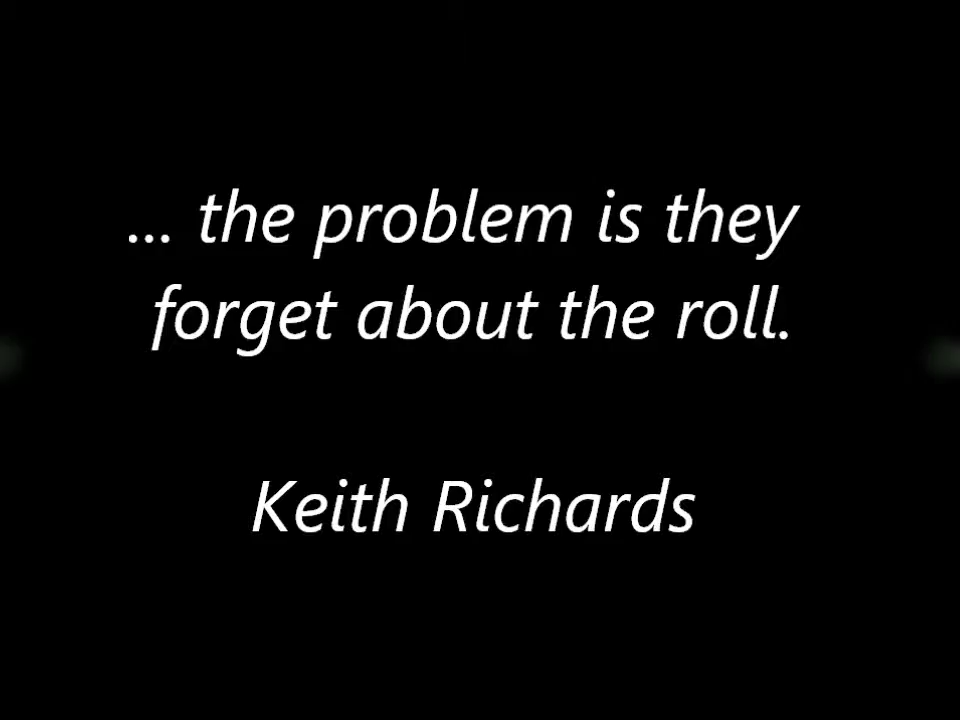 ... the problem is they
forget about the roll.
Keith Richards